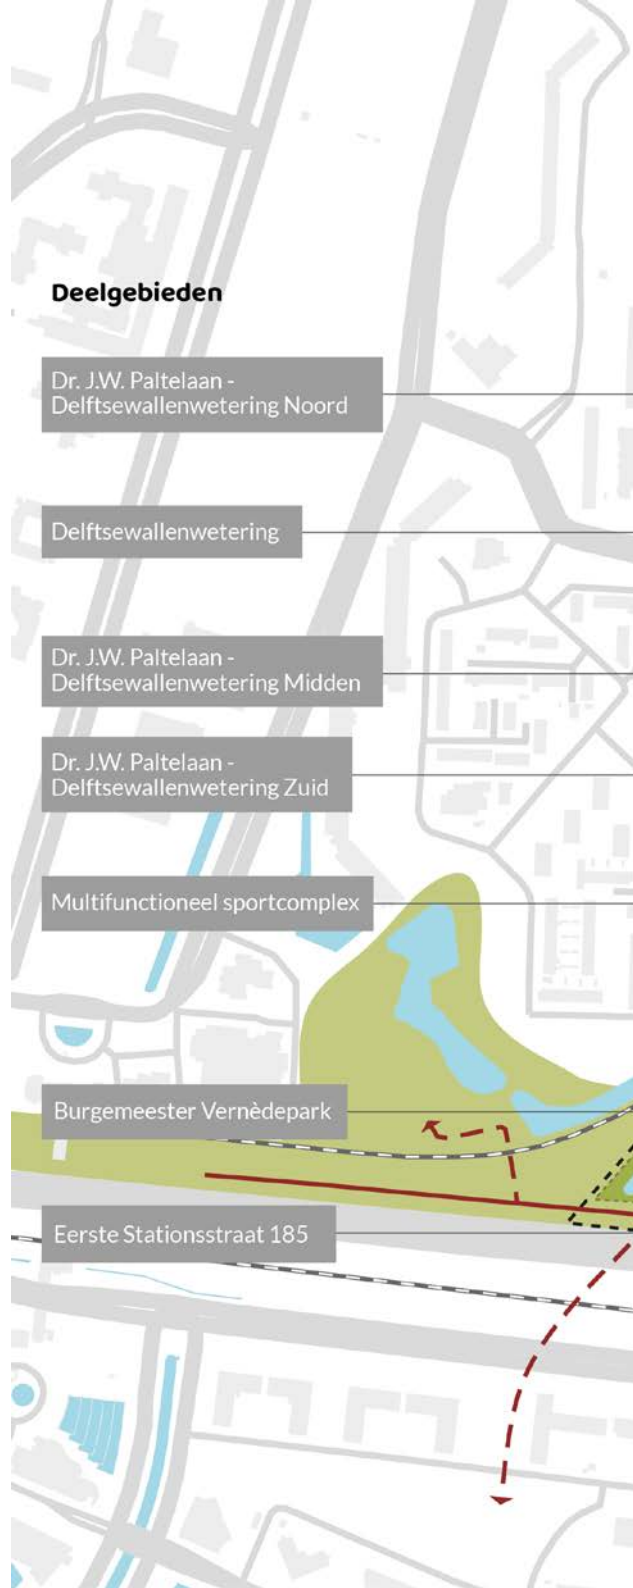 Deelgebieden
Dr. J.W. Paltelaan -
Delftsewallenwetering Noord
Delftsewallenwetering
Dr. J.W. Paltelaan -
Delftsewallenwetering Midden
Dr. J.W. Paltelaan -
Delftsewallenwetering Zuid
Multifunctioneel sportcomplex
Burgemeester Vernèdepark
Eerste Stationsstraat 185